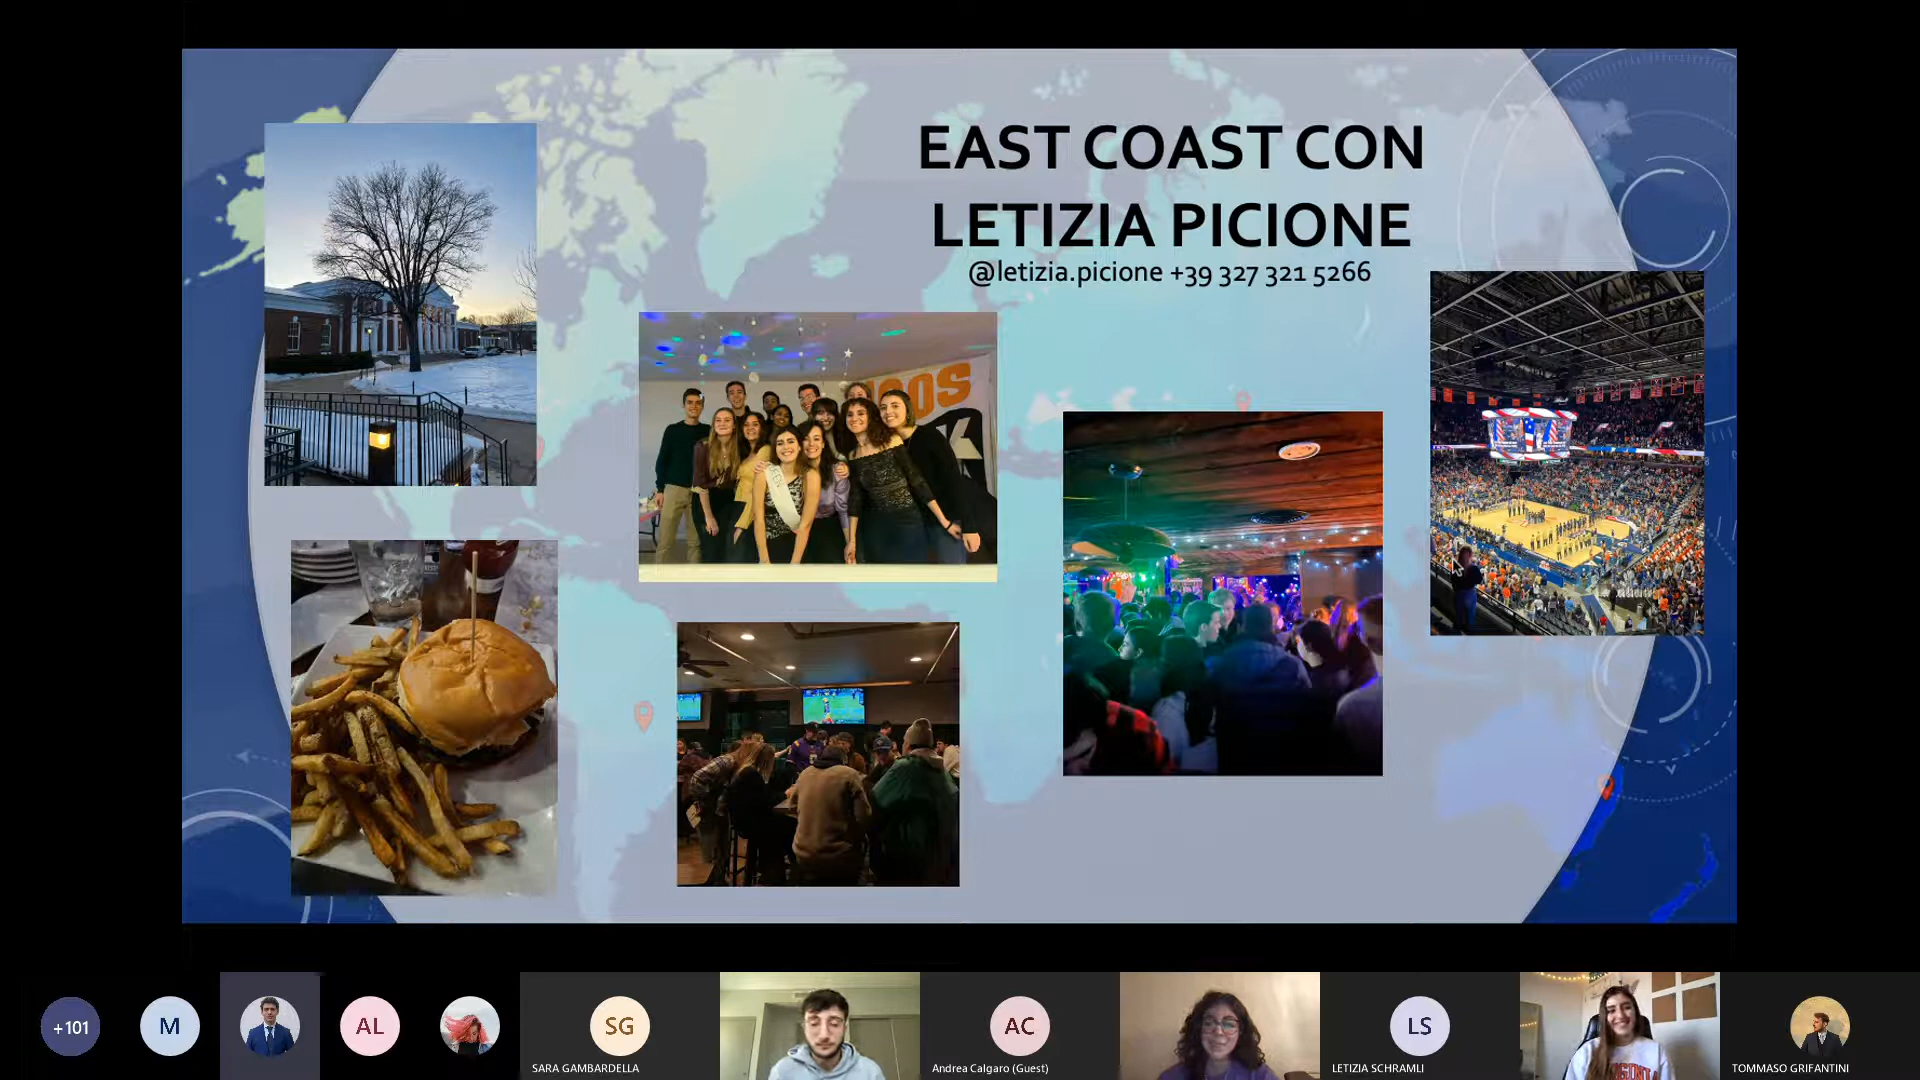 EAST COAST CON
LETIZIA PICIONE
@letizia.picione +39 327 321 5266
+101
M
AL
SG
SARA GAMBARDELLA
AC
Andrea Calgaro (Guest)
LS
LETIZIA SCHRAMLI
TOMMASO GRIFANTINI